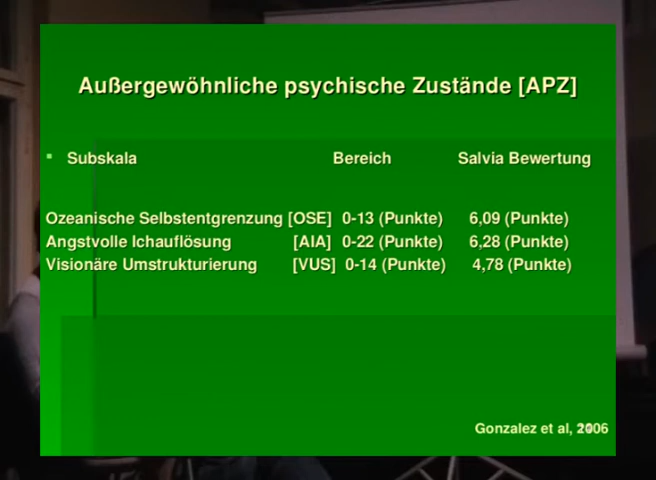 Außergewöhnliche psychische Zustände [APZ]
Subskala Bereich Salvia Bewertung
Ozeanische Selbstentgrenzung [OSE] 0-13 (Punkte) 6,09 (Punkte)
Angstvolle Ichauflösung [AIA] 0-22 (Punkte) 6,28 (Punkte)
Visionäre Umstrukturierung [VUS] 0-14 (Punkte) 4,78 (Punkte)
Gonzalez et al, 2006